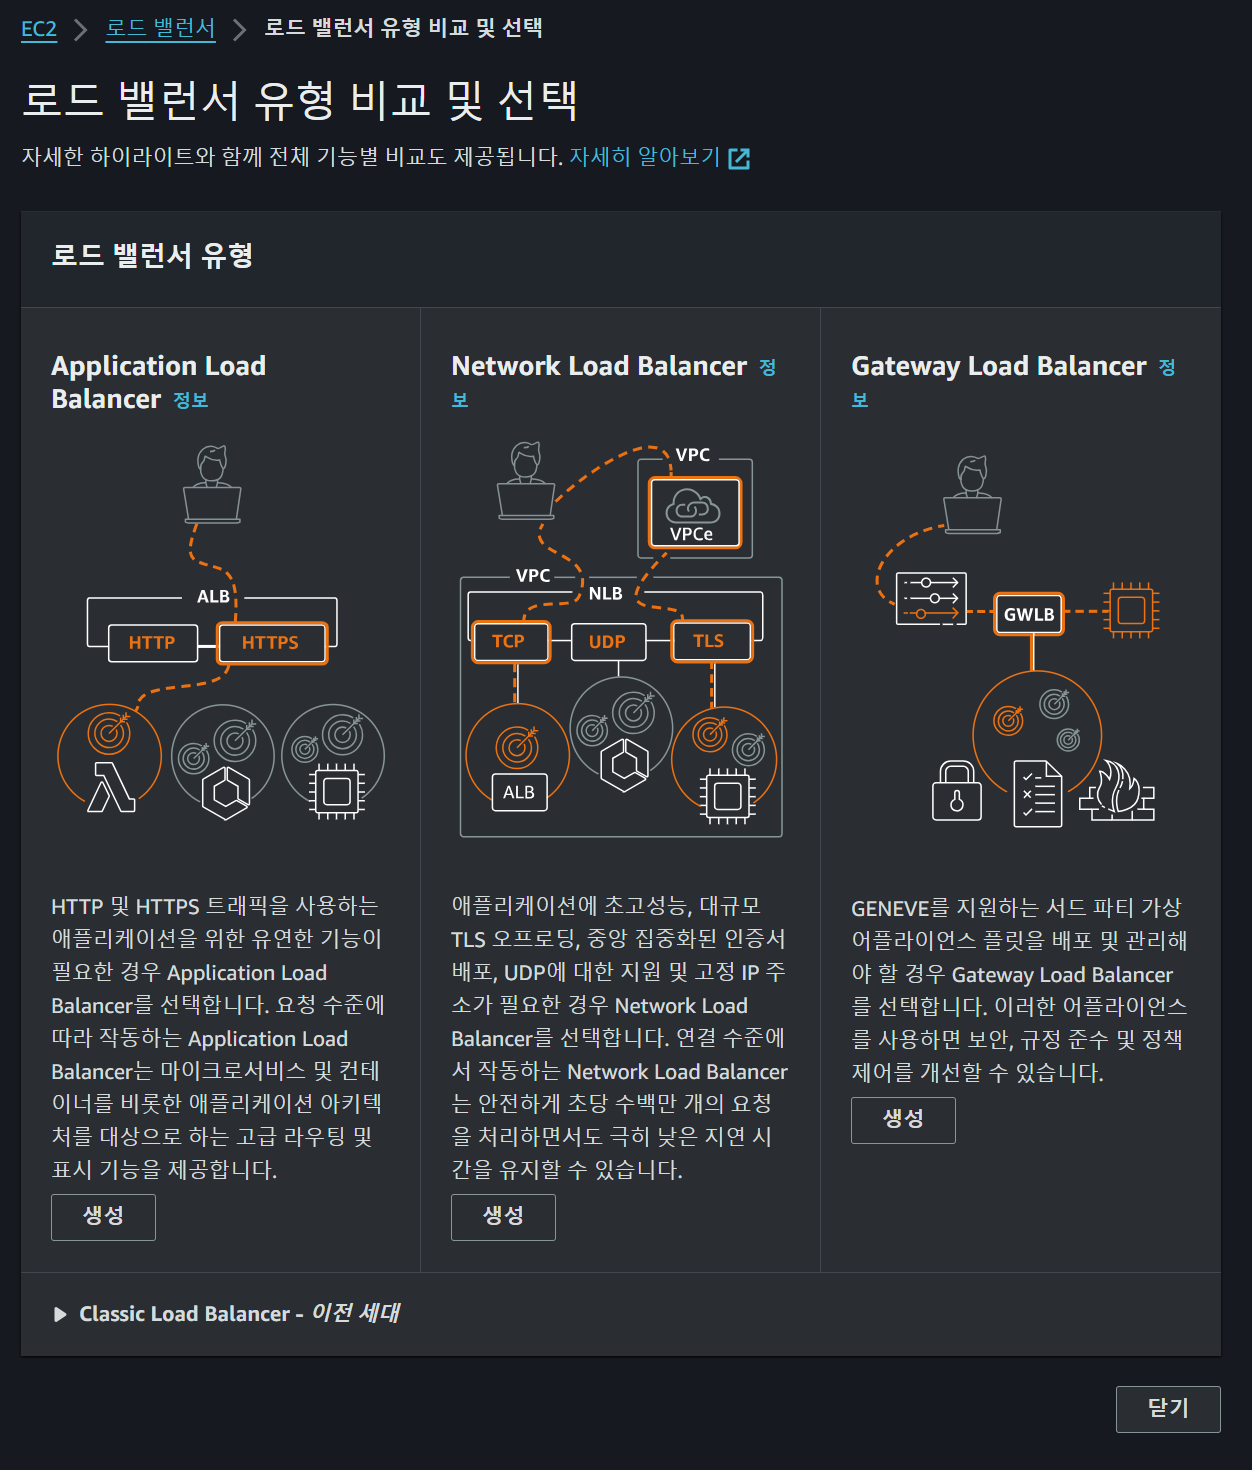 EC2 > 로드 밸런서 > 로드 밸런서 유형 비교 및 선택
로드 밸런서 유형 비교 및 선택
자세한 하이라이트와 함께 전체 기능별 비교도 제공됩니다. 자세히 알아보기
로드 밸런서 유형
Application Load
Balancer 정보
ALB
HTTP
HTTPS
HTTP 및 HTTPS 트래픽을 사용하는
애플리케이션을 위한 유연한 기능이
필요한 경우 Application Load
Balancer를 선택합니다. 요청 수준에
따라 작동하는 Application Load
Balancer는 마이크로서비스 및 컨테
이너를 비롯한 애플리케이션 아키텍
처를 대상으로 하는 고급 라우팅 및
표시 기능을 제공합니다.
생성
Network Load Balancer 정
보
VPC
VPCe
VPC
NLB
TCP
UDP
TLS
ALB
애플리케이션에 초고성능, 대규모
TLS 오프로딩, 중앙 집중화된 인증서
배포, UDP에 대한 지원 및 고정 IP 주
소가 필요한 경우 Network Load
Balancer를 선택합니다. 연결 수준에
서 작동하는 Network Load Balancer
는 안전하게 초당 수백만 개의 요청
을 처리하면서도 극히 낮은 지연 시
간을 유지할 수 있습니다.
생성
Gateway Load Balancer 정
보
GWLB
GENEVE를 지원하는 서드 파티 가상
어플라이언스 플릿을 배포 및 관리해
야 할 경우 Gateway Load Balancer
를 선택합니다. 이러한 어플라이언스
를 사용하면 보안, 규정 준수 및 정책
제어를 개선할 수 있습니다.
생성
Classic Load Balancer - 이전 세대
닫기